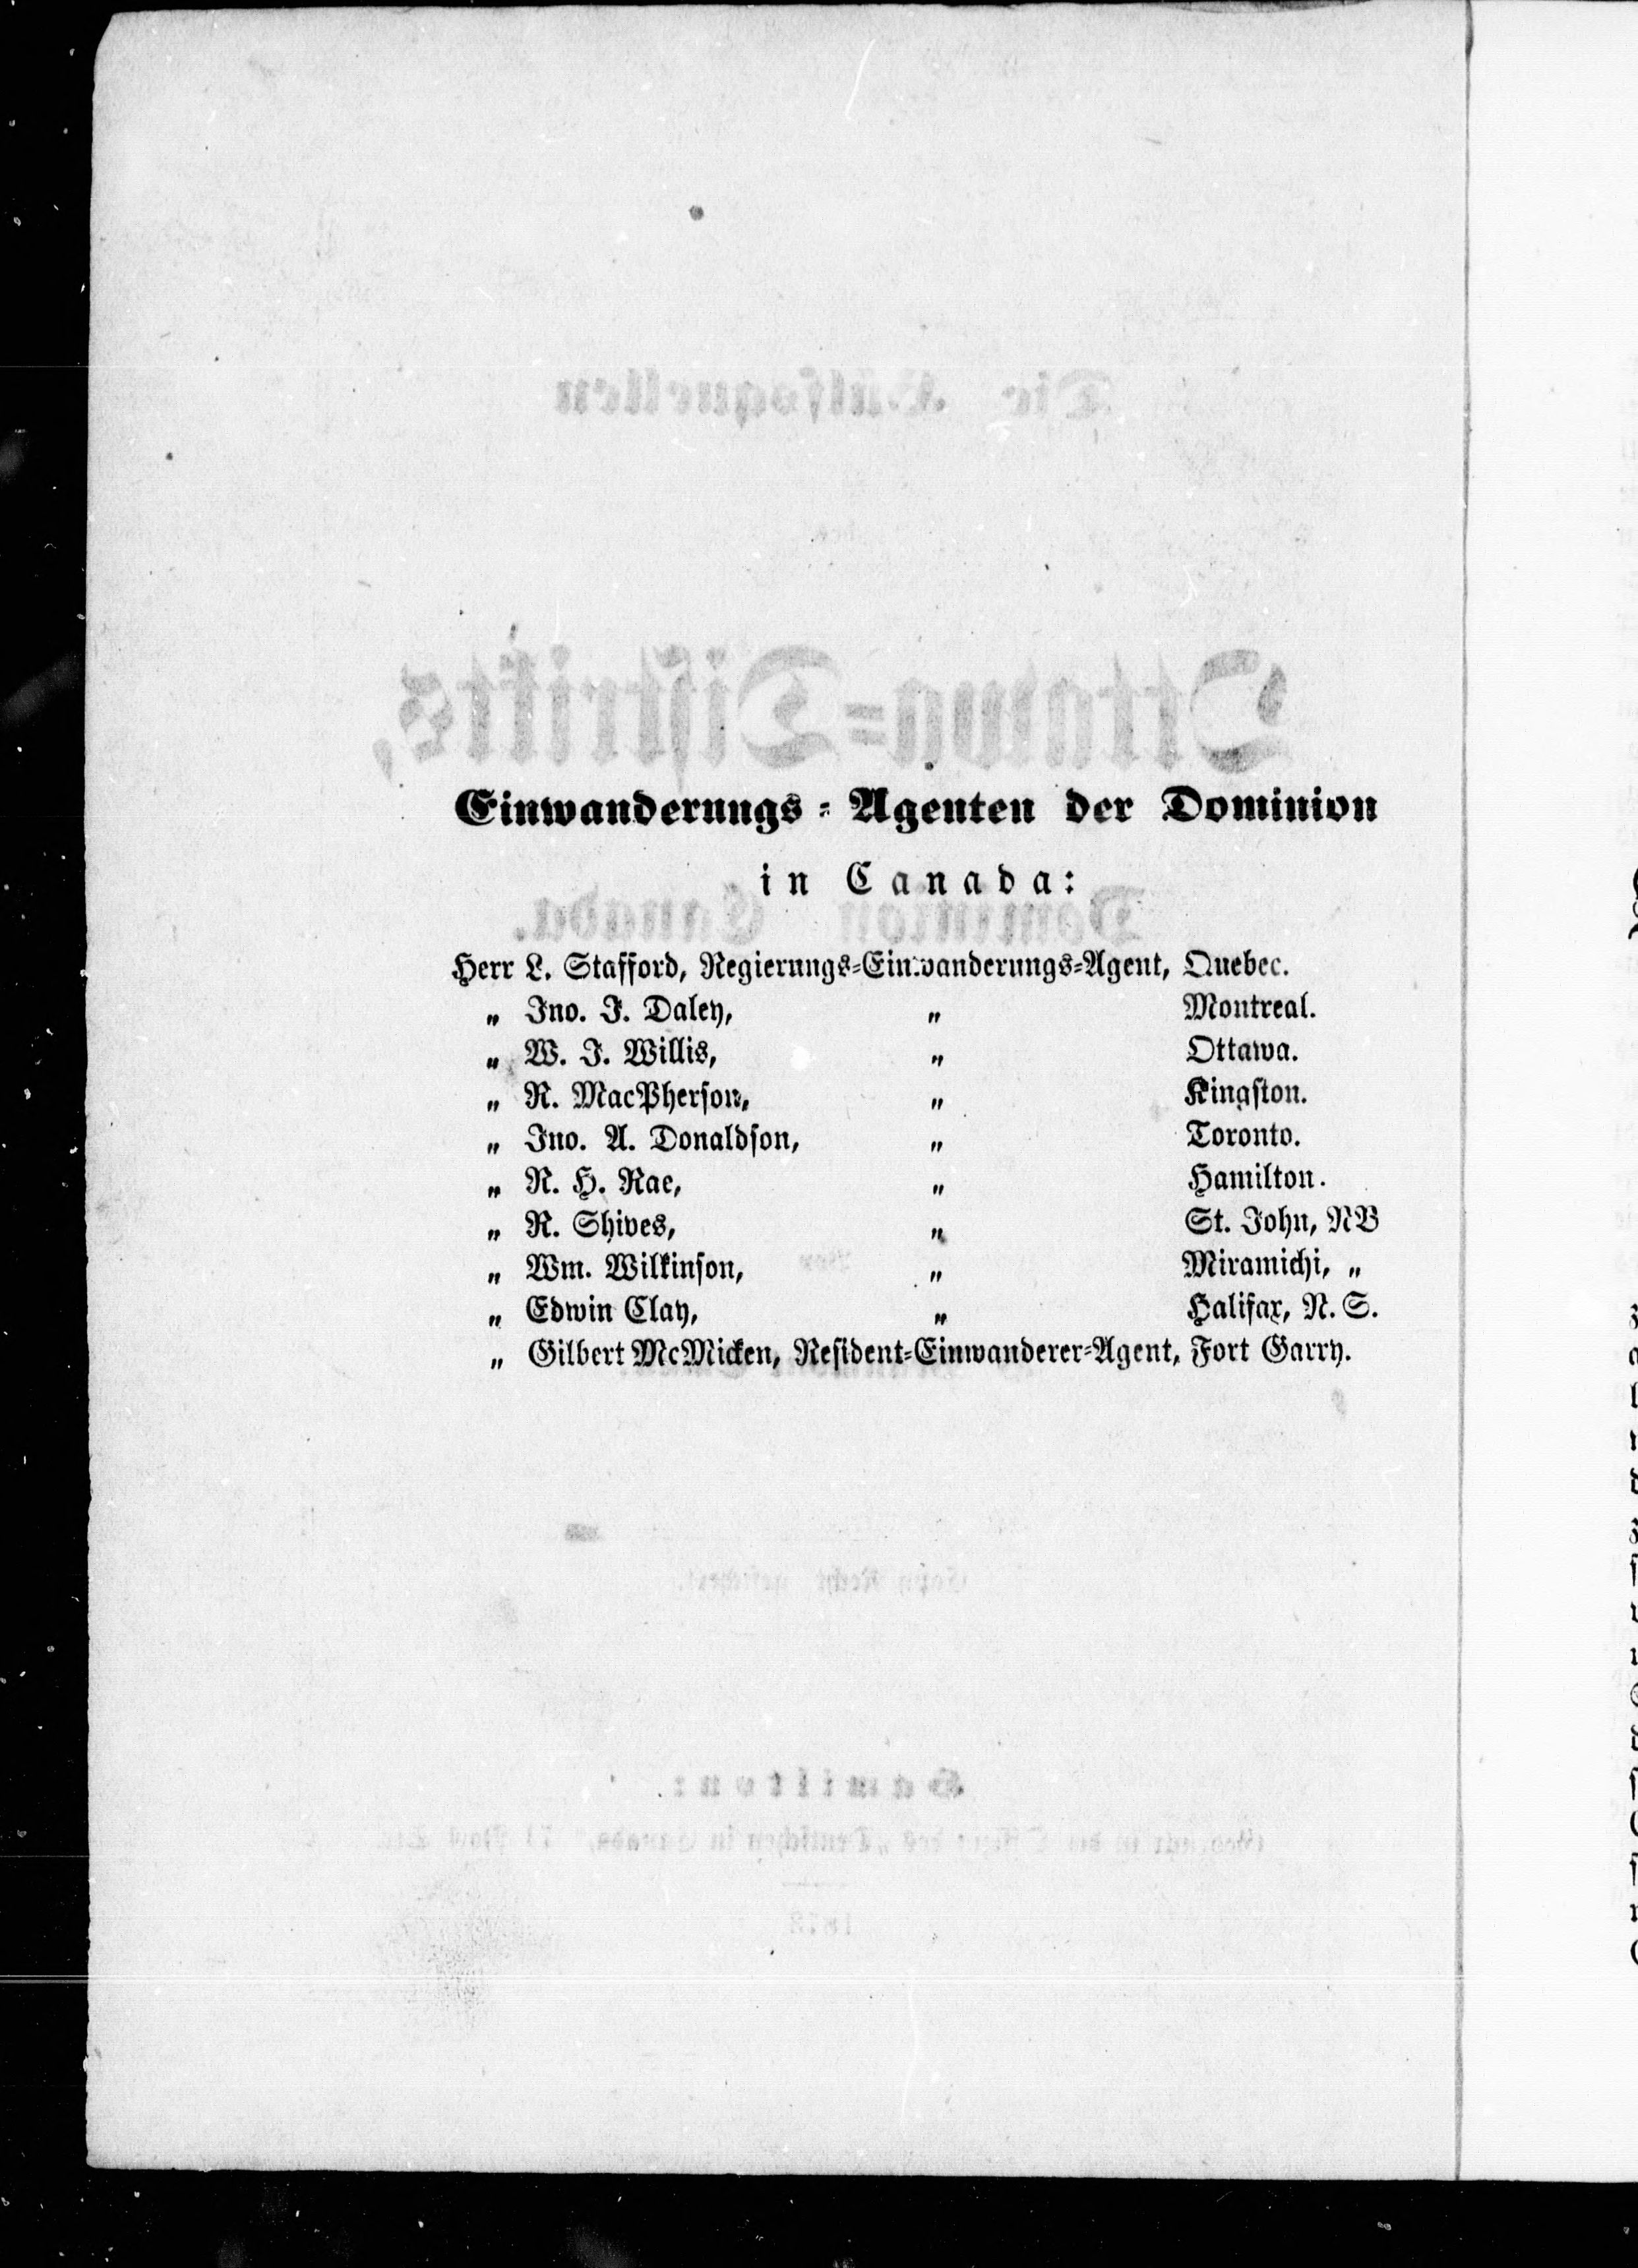 Einwanderungs-Agenten der Dominion
in Canada:
Herr L. Stafford, Regierungs-Einwanderungs-Agent, Quebec.
„ Jno. J. Daley, „ Montreal.
„ W. J. Willis, „ Ottawa.
„ R. MacPherson, „ Kingston.
„ Jno. A. Donaldson, „ Toronto.
„ R. H. Rae, „ Hamilton.
„ R. Shives, „ St. John, NB
„ Wm. Wilkinson, „ Miramichi, „
„ Edwin Clay, „ Halifax, N. S.
„ Gilbert McMicken, Resident-Einwanderer-Agent, Fort Garry.